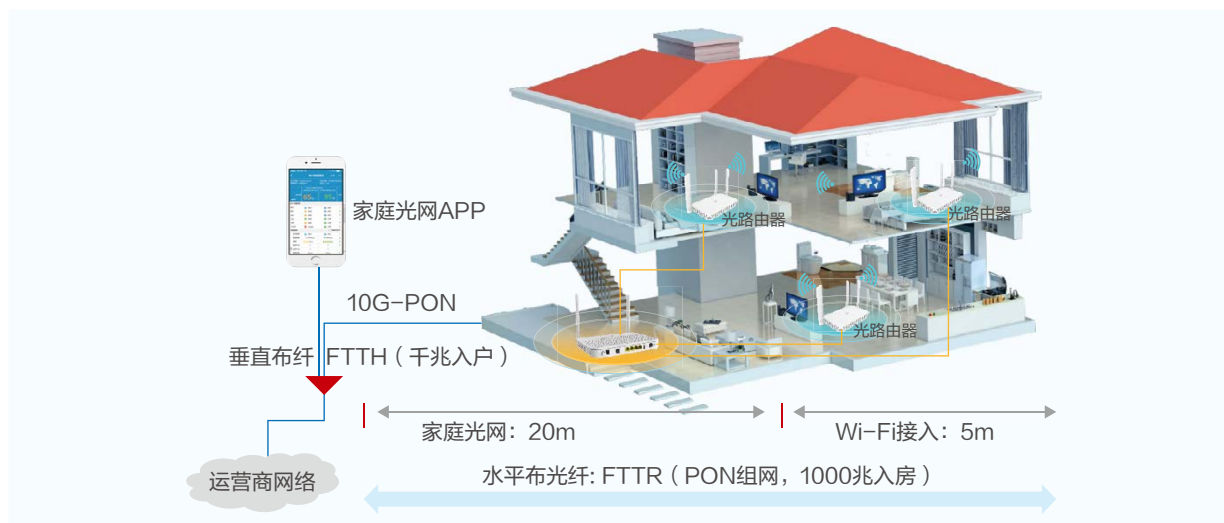 家庭光网APP
光路由器
光路由器
10G-PON
光路由器
垂直布纤 FTTH（千兆入户）
家庭光网：20m
Wi-Fi接入：5m
运营商网络
水平布光纤: FTTR（PON组网，1000兆入房）